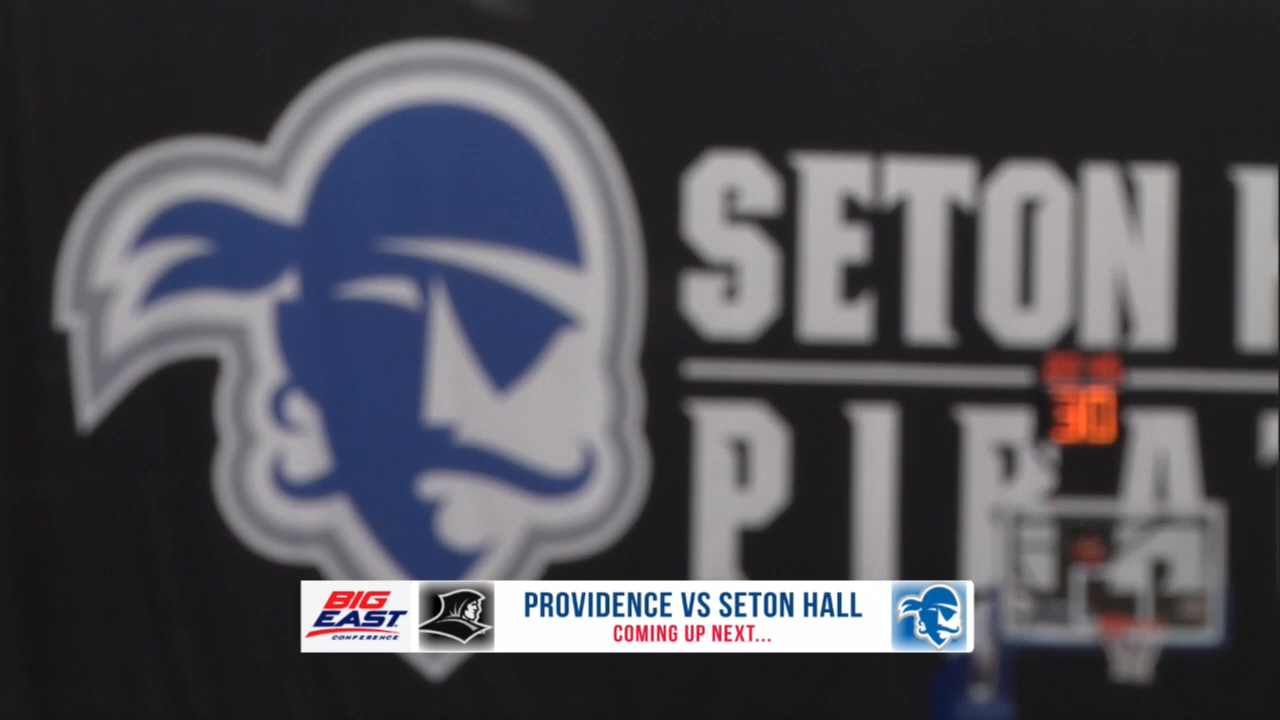 SETON
PIRA
30
BIG
EAST
CONFERENCE
PROVIDENCE VS SETON HALL
COMING UP NEXT...